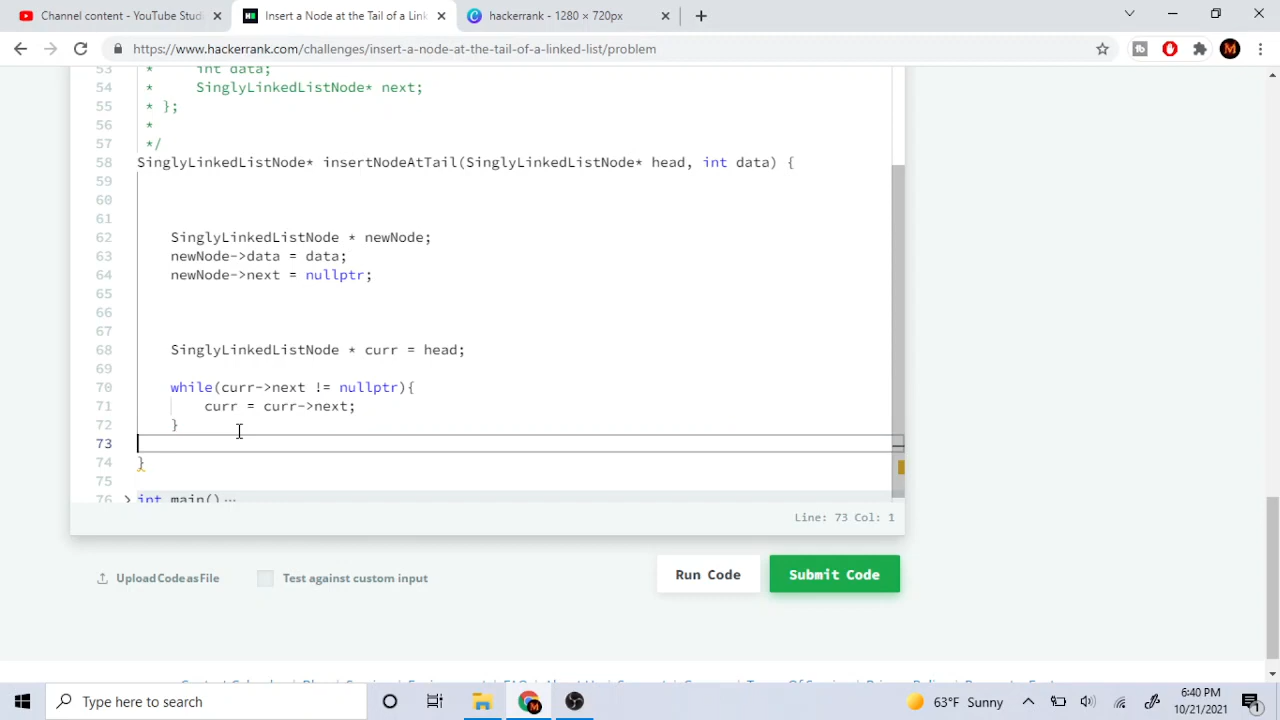 Channel content - YouTube Studi
Insert a Node at the Tail of a Link
hackerrank - 1280 × 720px
https://www.hackerrank.com/challenges/insert-a-node-at-the-tail-of-a-linked-list/problem
53 * int data;
54 * SinglyLinkedListNode* next;
55 * };
56 *
57 */
58 SinglyLinkedListNode* insertNodeAtTail(SinglyLinkedListNode* head, int data) {
59
60
61
62 SinglyLinkedListNode * newNode;
63 newNode->data = data;
64 newNode->next = nullptr;
65
66
67
68 SinglyLinkedListNode * curr = head;
69
70 while(curr->next != nullptr){
71 curr = curr->next;
72 }
73
74 }
75
76 int main()
Line: 73 Col: 1
Upload Code as File
Test against custom input
Run Code
Submit Code
Type here to search
63°F Sunny
6:40 PM
10/21/2021